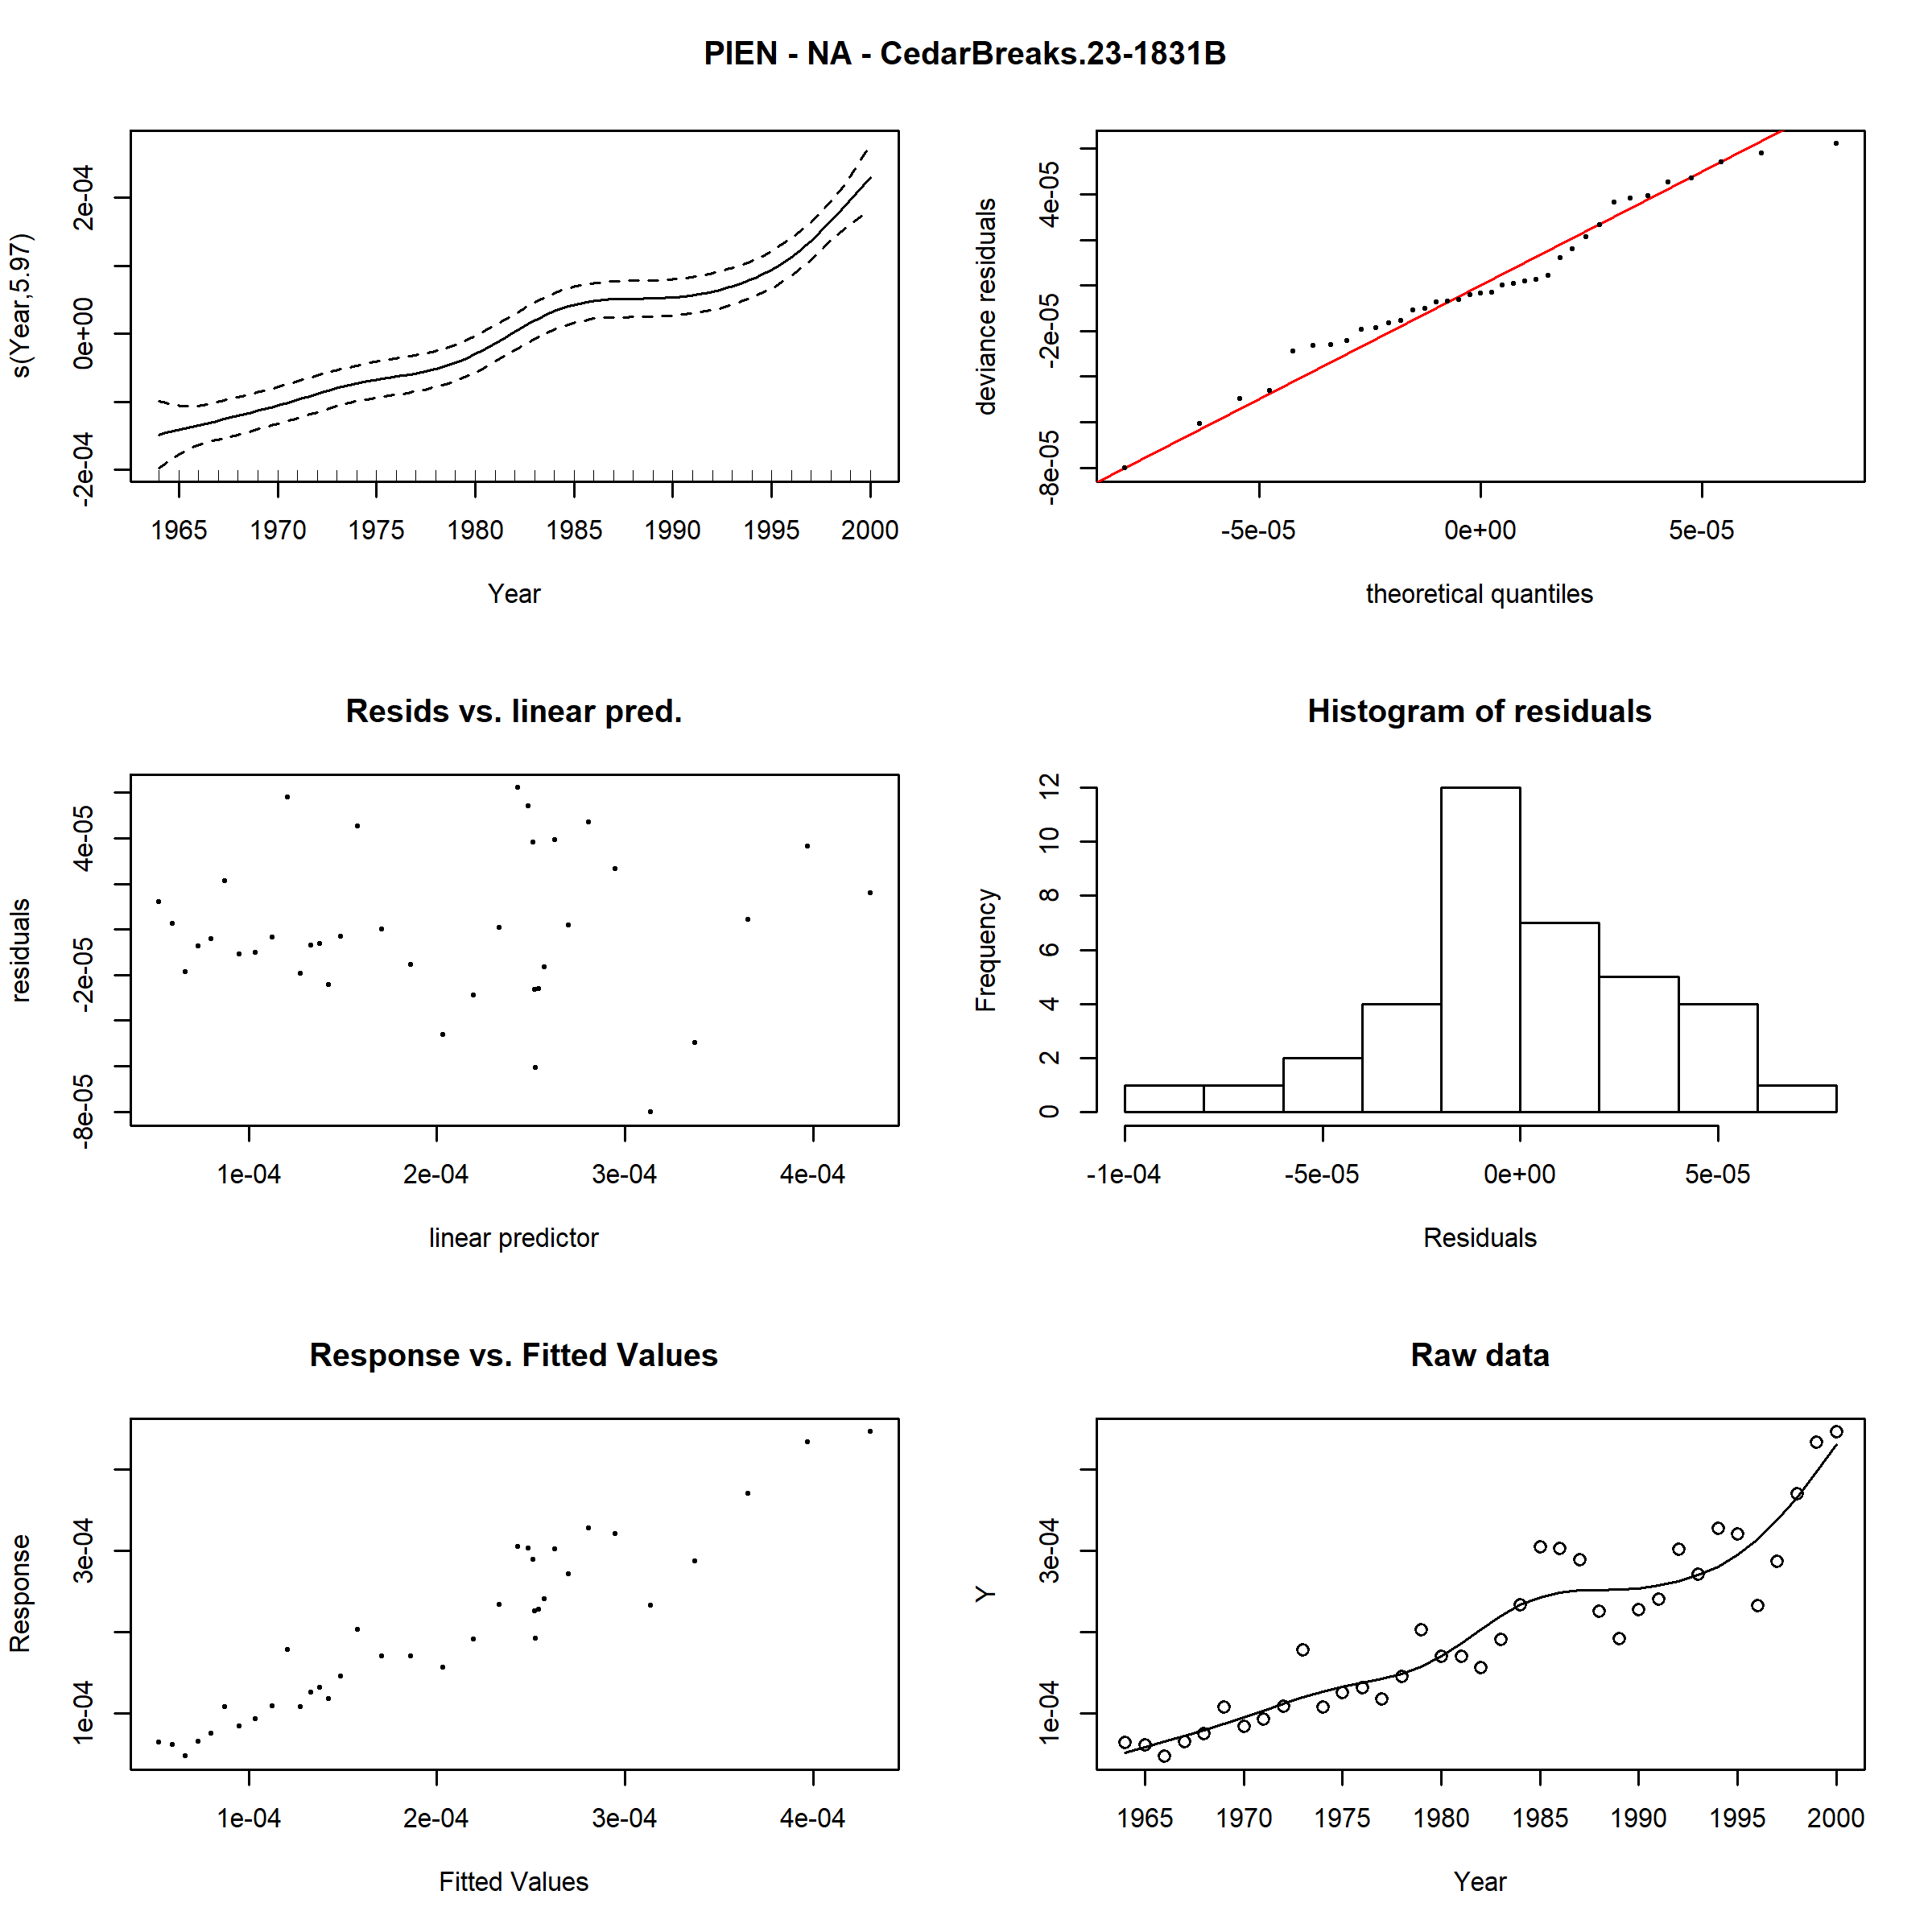 PIEN - NA - CedarBreaks.23-1831B
s(Year,5.97)
-2e-04 0e+00 2e-04
1965 1970 1975 1980 1985 1990 1995 2000
Year
deviance residuals
-8e-05 -2e-05 4e-05
-5e-05 0e+00 5e-05
theoretical quantiles
Resids vs. linear pred.
residuals
-8e-05 -2e-05 4e-05
1e-04 2e-04 3e-04 4e-04
linear predictor
Histogram of residuals
Frequency
0 2 4 6 8 10 12
-1e-04 -5e-05 0e+00 5e-05
Residuals
Response vs. Fitted Values
Response
1e-04 3e-04
1e-04 2e-04 3e-04 4e-04
Fitted Values
Raw data
Y
1e-04 3e-04
1965 1970 1975 1980 1985 1990 1995 2000
Year